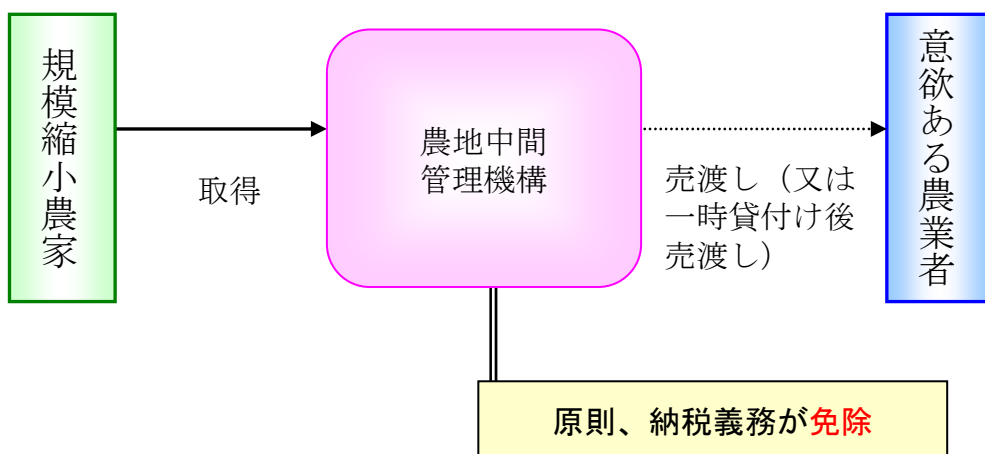 規模縮小農家
取得
農地中間
管理機構
売渡し（又は
一時貸付け後
売渡し）
意欲ある農業者
原則、納税義務が免除